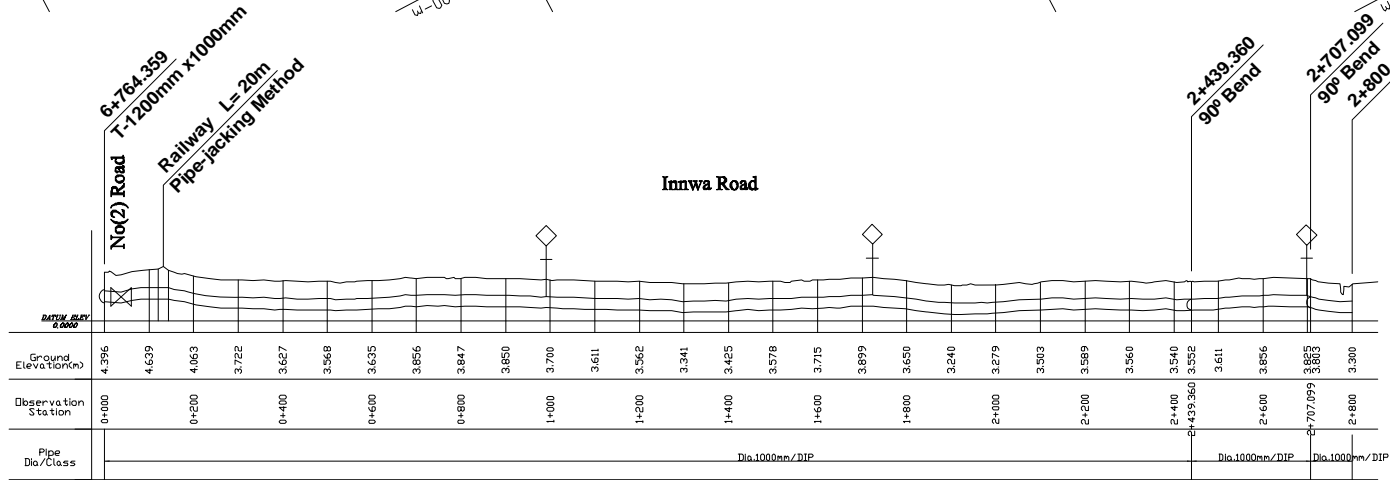 6+764.359
T-1200mm x1000mm
No(2) Road
Railway L= 20m
Pipe-jacking Method
Innwa Road
2+439.360
90º Bend
2+707.099
90º Bend
2+800
DATUM ELEV
0.0000
Ground
Elevation(m)
4.396 4.639 4.063 3.722 3.627 3.568 3.635 3.856 3.847 3.850 3.700 3.611 3.562 3.341 3.425 3.578 3.715 3.899 3.650 3.240 3.279 3.503 3.589 3.560 3.540 3.552 3.611 3.856 3.825 3.803 3.300
Observation
Station
0+000 0+200 0+400 0+600 0+800 1+000 1+200 1+400 1+600 1+800 2+000 2+200 2+400 2+439.360 2+600 2+707.099 2+800
Pipe
Dia/Class
Dia.1000mm/DIP Dia.1000mm/DIP Dia.1000mm/DIP